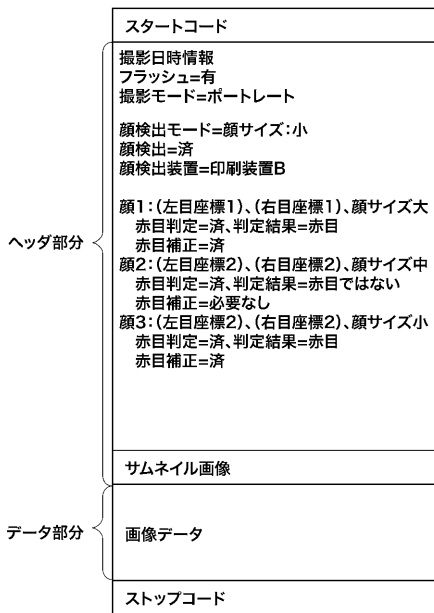 スタートコード
撮影日時情報
フラッシュ=有
撮影モード=ポートレート
顔検出モード=顔サイズ:小
顔検出=済
顔検出装置=印刷装置B
顔1:(左目座標1)、(右目座標1)、顔サイズ大
赤目判定=済、判定結果=赤目
赤目補正=済
顔2:(左目座標2)、(右目座標2)、顔サイズ中
赤目判定=済、判定結果=赤目ではない
赤目補正=必要なし
顔3:(左目座標2)、(右目座標2)、顔サイズ小
赤目判定=済、判定結果=赤目
赤目補正=済
ヘッダ部分
サムネイル画像
データ部分
画像データ
ストップコード